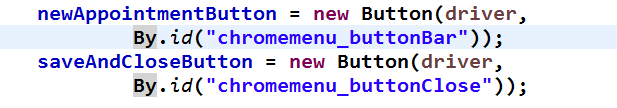 newAppointmentButton = new Button(driver,
By.id("chromemenu_buttonBar"));
saveAndCloseButton = new Button(driver,
By.id("chromemenu_buttonClose"));